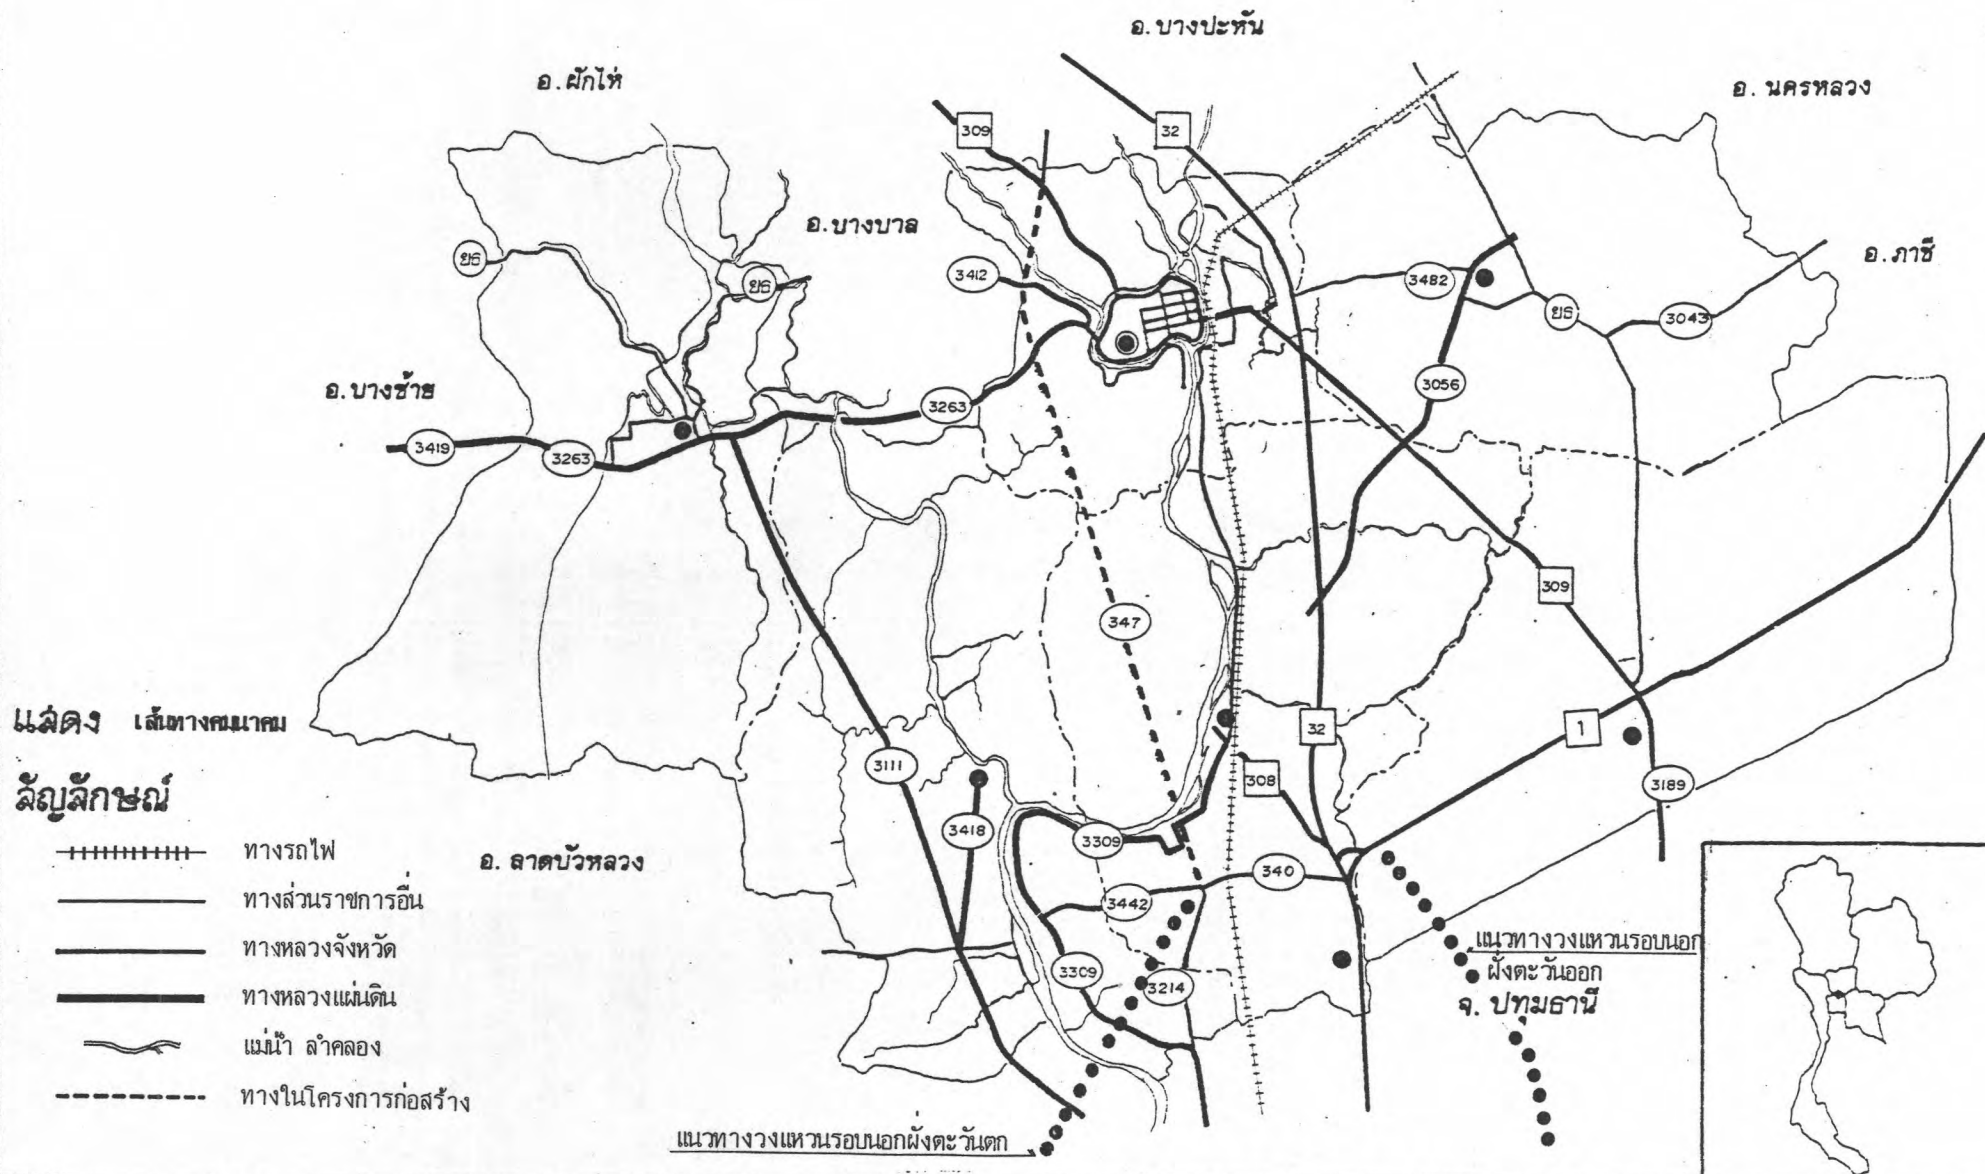 อ. บางปะหัน
อ. ผักไห่
อ. นครหลวง
309
32
อ. บางบาล
อ. ภาชี
ยธ
3412
3482
ยธ
ยธ
3043
อ. บางซ้าย
3056
3263
3419
3263
309
347
แสดง เส้นทางคมนาคม
32
1
3111
308
3189
สัญลักษณ์
3418
3309
ทางรถไฟ
อ. ลาดบัวหลวง
340
ทางส่วนราชการอื่น
3442
ทางหลวงจังหวัด
แนวทางวงแหวนรอบนอก
ฝั่งตะวันออก
3309
3214
ทางหลวงแผ่นดิน
จ. ปทุมธานี
แม่น้ำ ลำคลอง
ทางในโครงการก่อสร้าง
แนวทางวงแหวนรอบนอกฝั่งตะวันตก